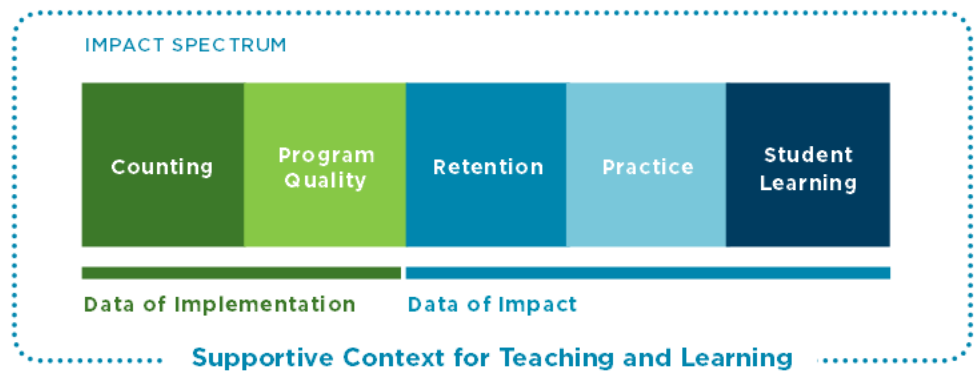 IMPACT SPECTRUM
Counting
Program
Quality
Retention
Practice
Student
Learning
Data of Implementation
Data of Impact
Supportive Context for Teaching and Learning